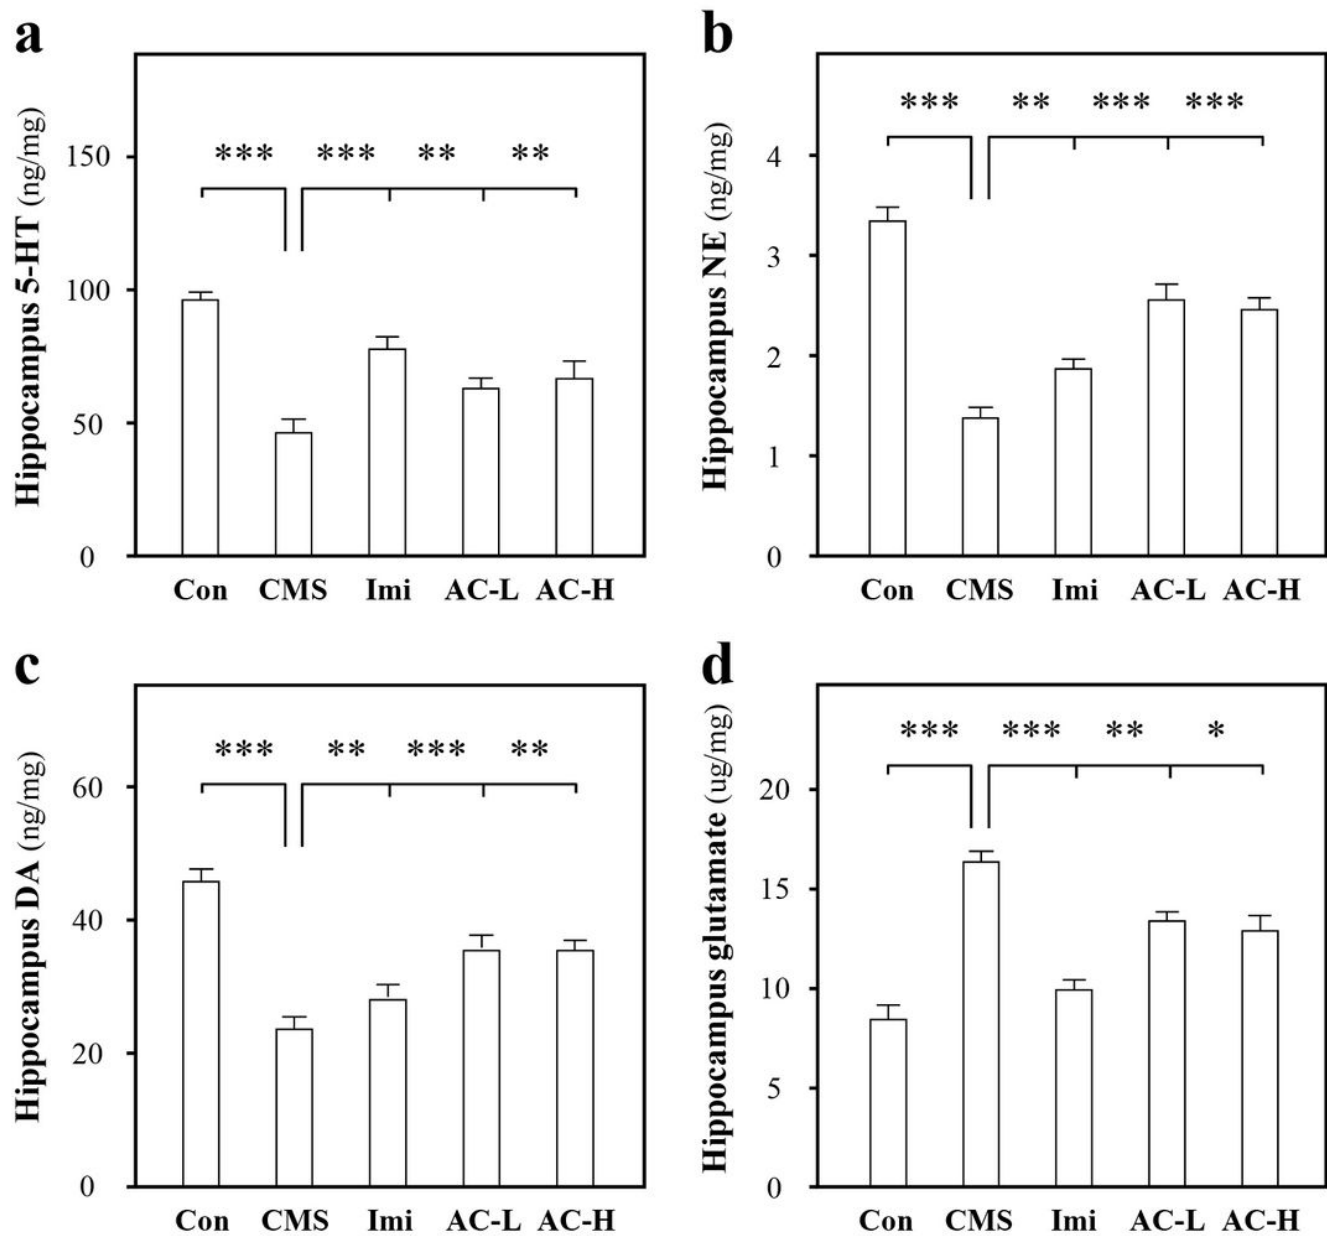 a
Hippocampus 5-HT (ng/mg)
150
100
50
0
*** *** ** **
Con CMS Imi AC-L AC-H
b
Hippocampus NE (ng/mg)
4
3
2
1
0
*** ** *** ***
Con CMS Imi AC-L AC-H
c
Hippocampus DA (ng/mg)
60
40
20
0
*** ** *** **
Con CMS Imi AC-L AC-H
d
Hippocampus glutamate (ug/mg)
20
15
10
5
0
*** *** ** *
Con CMS Imi AC-L AC-H